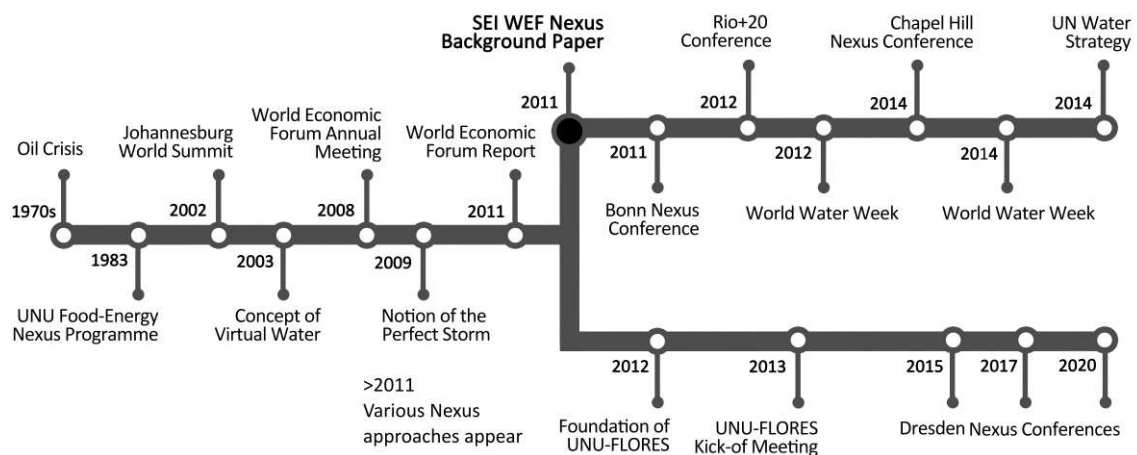 SEI WEF Nexus
Background Paper
2011
Rio+20
Conference
2012
Chapel Hill
Nexus Conference
2014
UN Water
Strategy
2014
2011
Bonn Nexus
Conference
2012
World Water Week
2014
World Water Week
Oil Crisis
1970s
Johannesburg
World Summit
2002
World Economic
Forum Annual
Meeting
2008
World Economic
Forum Report
2011
1983
UNU Food-Energy
Nexus Programme
2003
Concept of
Virtual Water
2009
Notion of the
Perfect Storm
>2011
Various Nexus
approaches appear
2012
Foundation of
UNU-FLORES
2013
UNU-FLORES
Kick-of Meeting
2015
2017
2020
Dresden Nexus Conferences